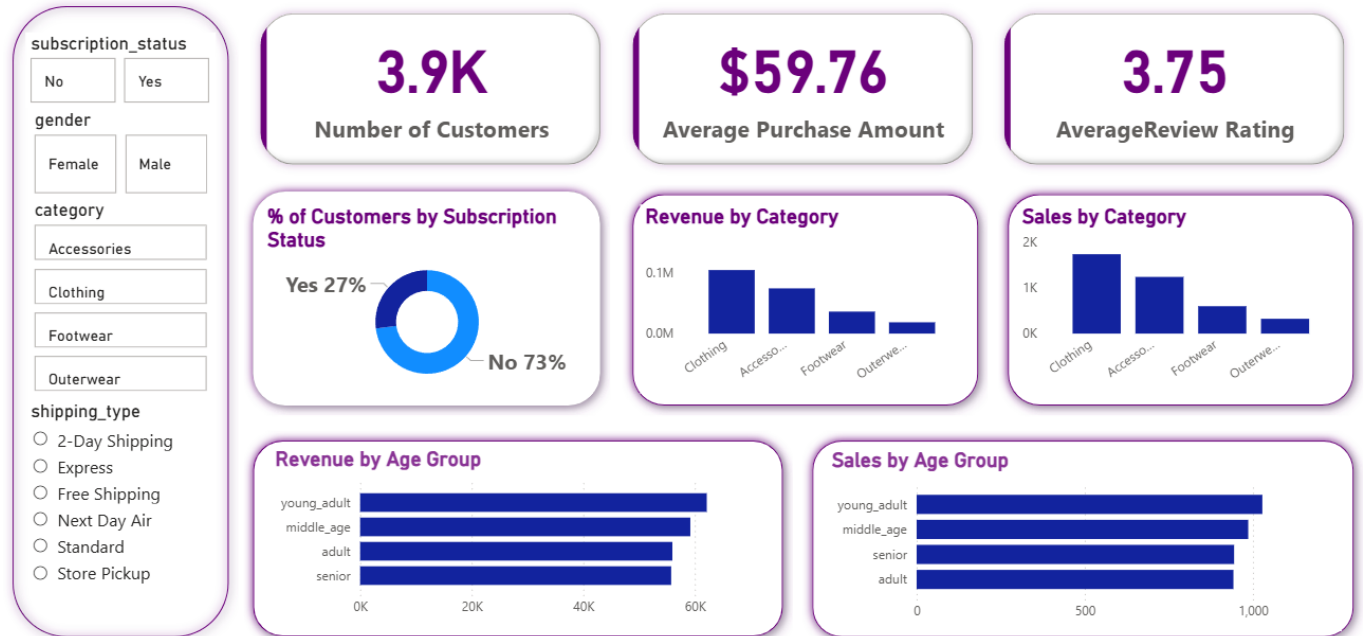 subscription_status
No
Yes
gender
Female
Male
category
Accessories
Clothing
Footwear
Outerwear
shipping_type
2-Day Shipping
Express
Free Shipping
Next Day Air
Standard
Store Pickup
3.9K
Number of Customers
$59.76
Average Purchase Amount
3.75
AverageReview Rating
% of Customers by Subscription
Status
Yes 27%
No 73%
Revenue by Category
0.1M
0.0M
Clothing
Accesso...
Footwear
Outerwe...
Sales by Category
2K
1K
0K
Clothing
Accesso...
Footwear
Outerwe...
Revenue by Age Group
young_adult
middle_age
adult
senior
0K
20K
40K
60K
Sales by Age Group
young_adult
middle_age
senior
adult
0
500
1,000